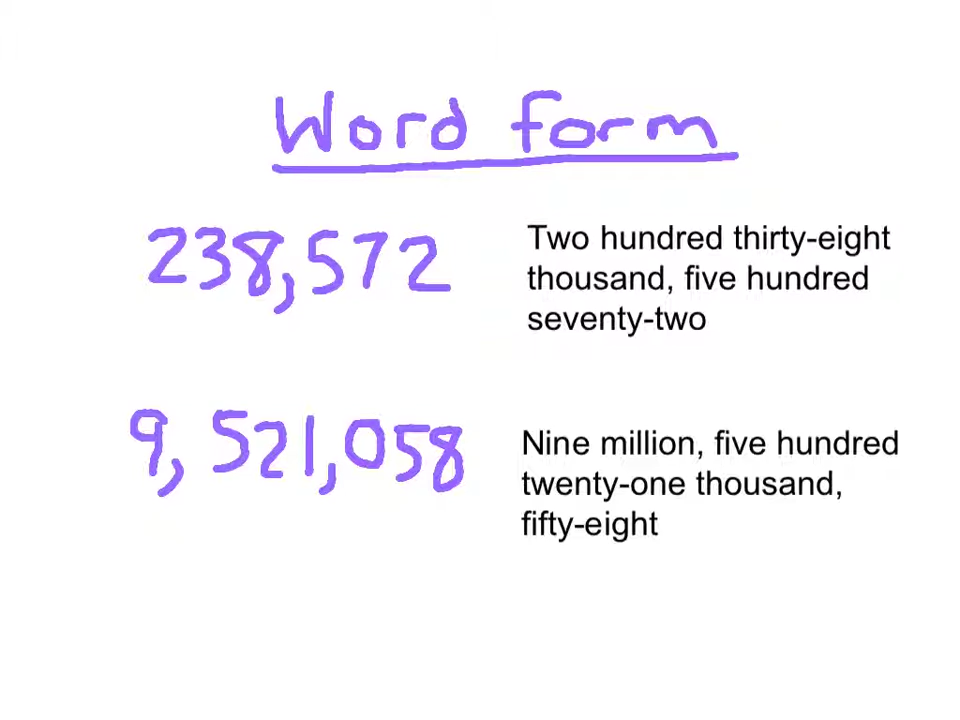 Word form
238,572
Two hundred thirty-eight
thousand, five hundred
seventy-two
9,521,058
Nine million, five hundred
twenty-one thousand,
fifty-eight